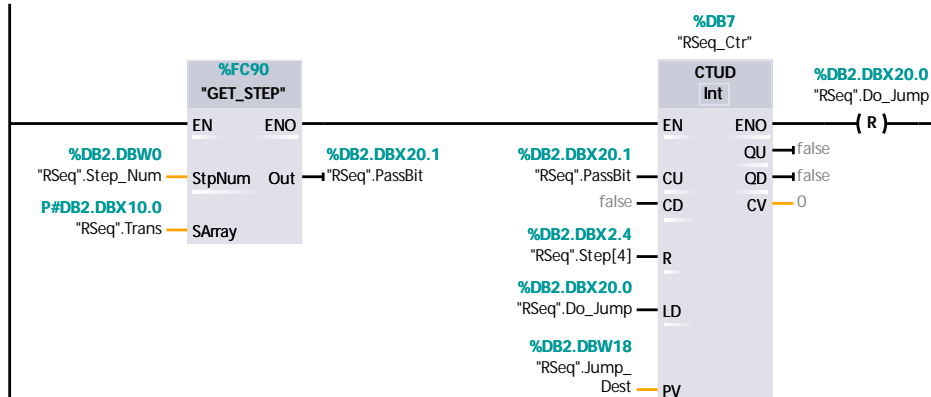 %DB7
"RSeq_Ctr"
%FC90
"GET_STEP"
CTUD
Int
%DB2.DBX20.0
"RSeq".Do_Jump
EN
ENO
EN
ENO
R
%DB2.DBW0
"RSeq".Step_Num
StpNum
Out
%DB2.DBX20.1
"RSeq".PassBit
%DB2.DBX20.1
"RSeq".PassBit
CU
QU
false
QD
false
P#DB2.DBX10.0
"RSeq".Trans
SArray
false
CD
CV
0
%DB2.DBX2.4
"RSeq".Step[4]
R
%DB2.DBX20.0
"RSeq".Do_Jump
LD
%DB2.DBW18
"RSeq".Jump_
Dest
PV